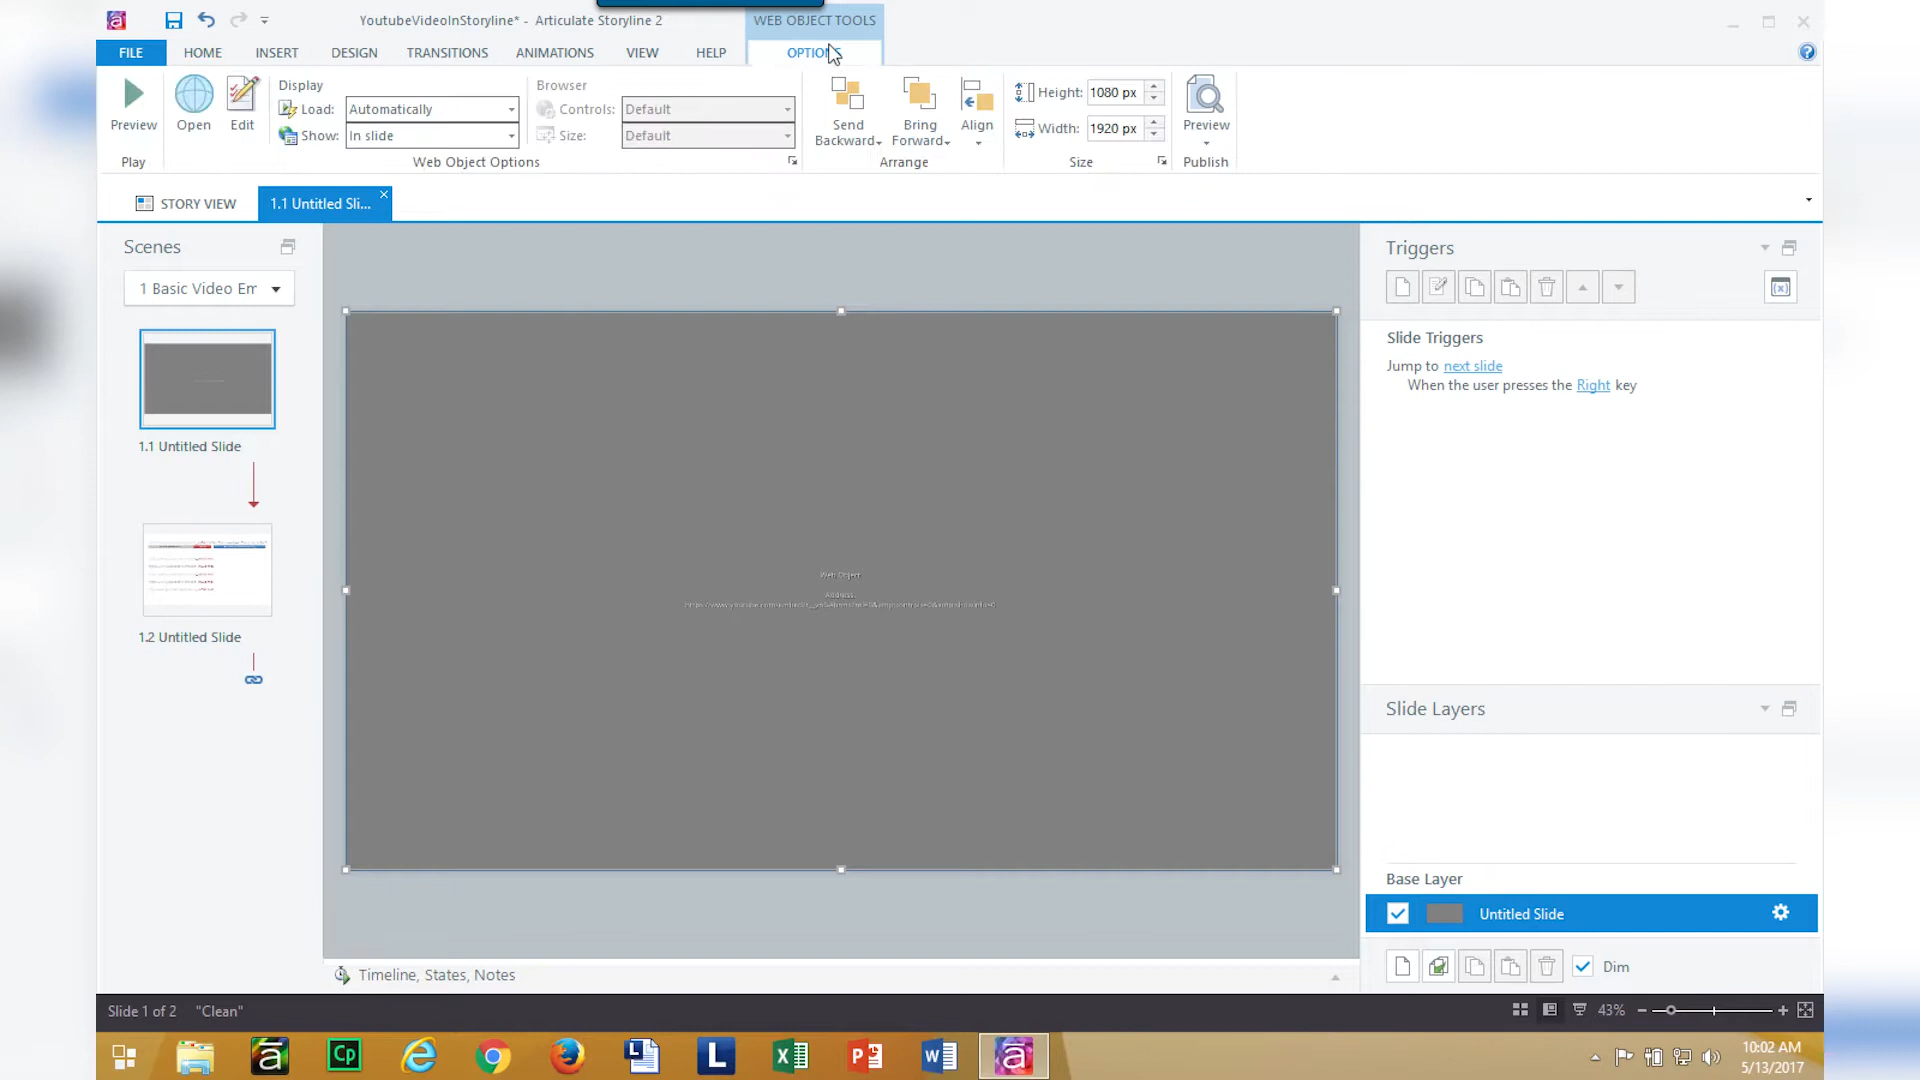 YoutubeVideoInStoryline* - Articulate Storyline 2
WEB OBJECT TOOLS
FILE HOME INSERT DESIGN TRANSITIONS ANIMATIONS VIEW HELP OPTIONS
Preview
Play
Open
Edit
Display
Load: Automatically
Show: In slide
Web Object Options
Browser
Controls: Default
Size: Default
Send Backward
Bring Forward
Align
Arrange
Height: 1080 px
Width: 1920 px
Size
Preview
Publish
STORY VIEW
1.1 Untitled Sli...
Scenes
1 Basic Video Em
1.1 Untitled Slide
1.2 Untitled Slide
Web Object
Address:
Triggers
Slide Triggers
Jump to next slide
When the user presses the Right key
Slide Layers
Base Layer
Untitled Slide
Dim
Timeline, States, Notes
Slide 1 of 2 "Clean"
43%
Cp
L
10:02 AM
5/13/2017